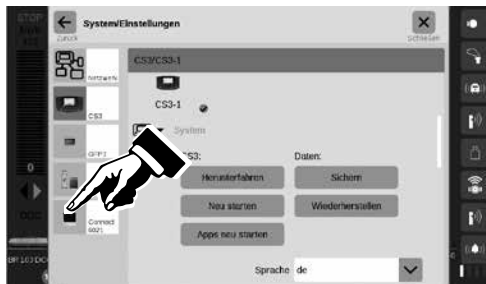 STOP
System/Einstellungen
Zurück
Schließen
CS3/CS3-1
Netzwerk
CS3-1
CS3
System
GFP3
CS3:
Daten:
Herunterfahren
Sichern
Neu starten
Wiederherstellen
Connect
6021
Apps neu starten
0
Sprache
de